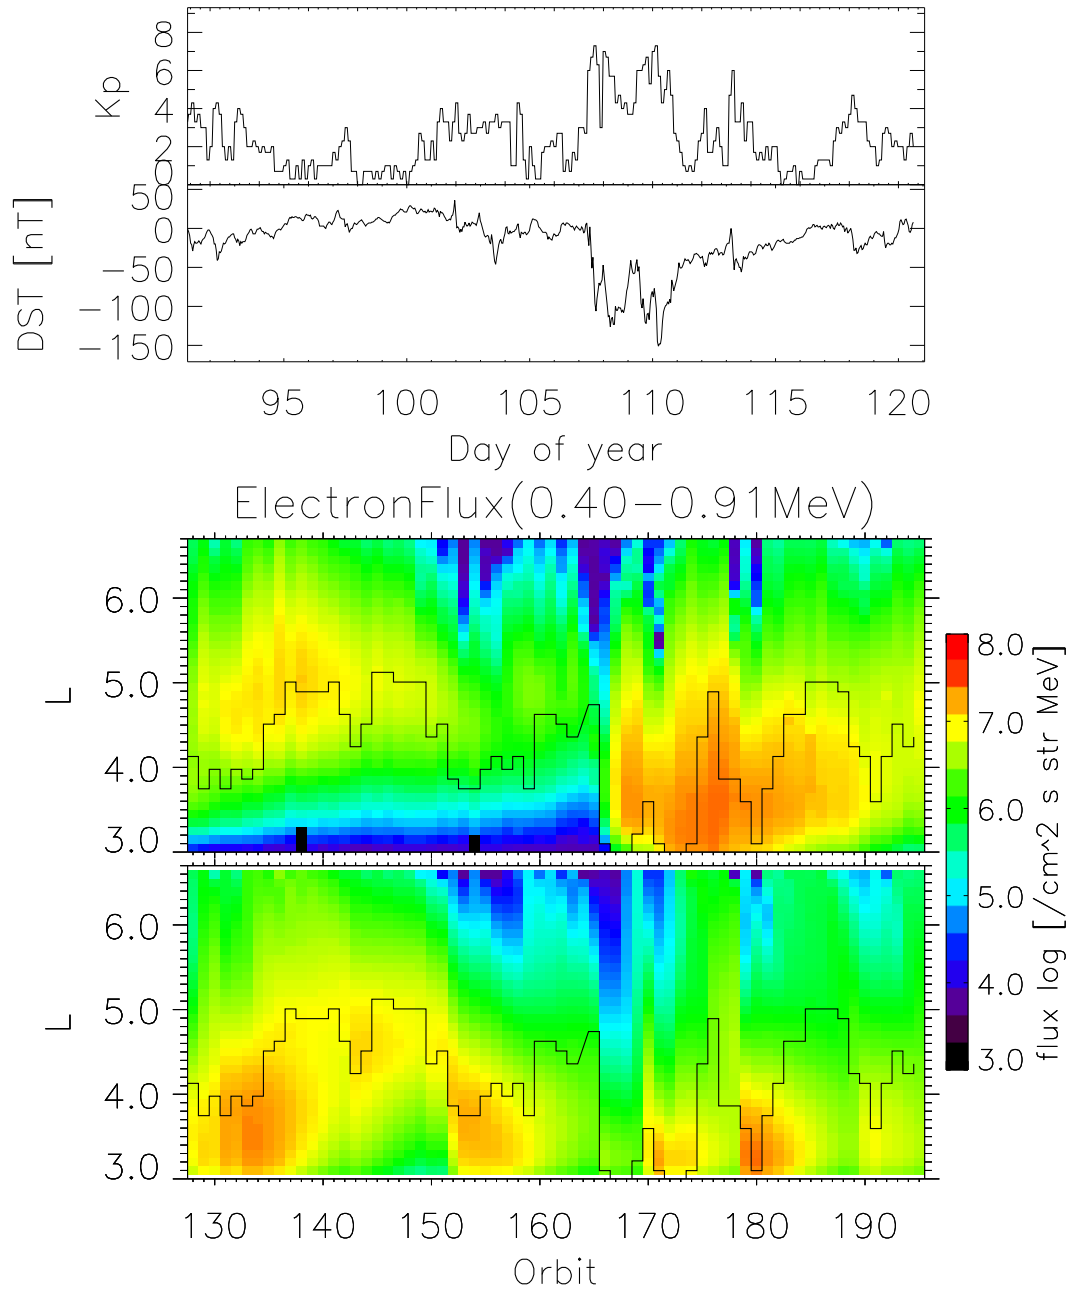 8
6
4
2
0
Kp
50
0
−50
−100
−150
DST [nT]
95 100 105 110 115 120
Day of year
ElectronFlux(0.40−0.91MeV)
6.0
5.0
4.0
3.0
L
8.0
7.0
6.0
5.0
4.0
3.0
flux log [/cm^2 s str MeV]
6.0
5.0
4.0
3.0
L
130 140 150 160 170 180 190
Orbit